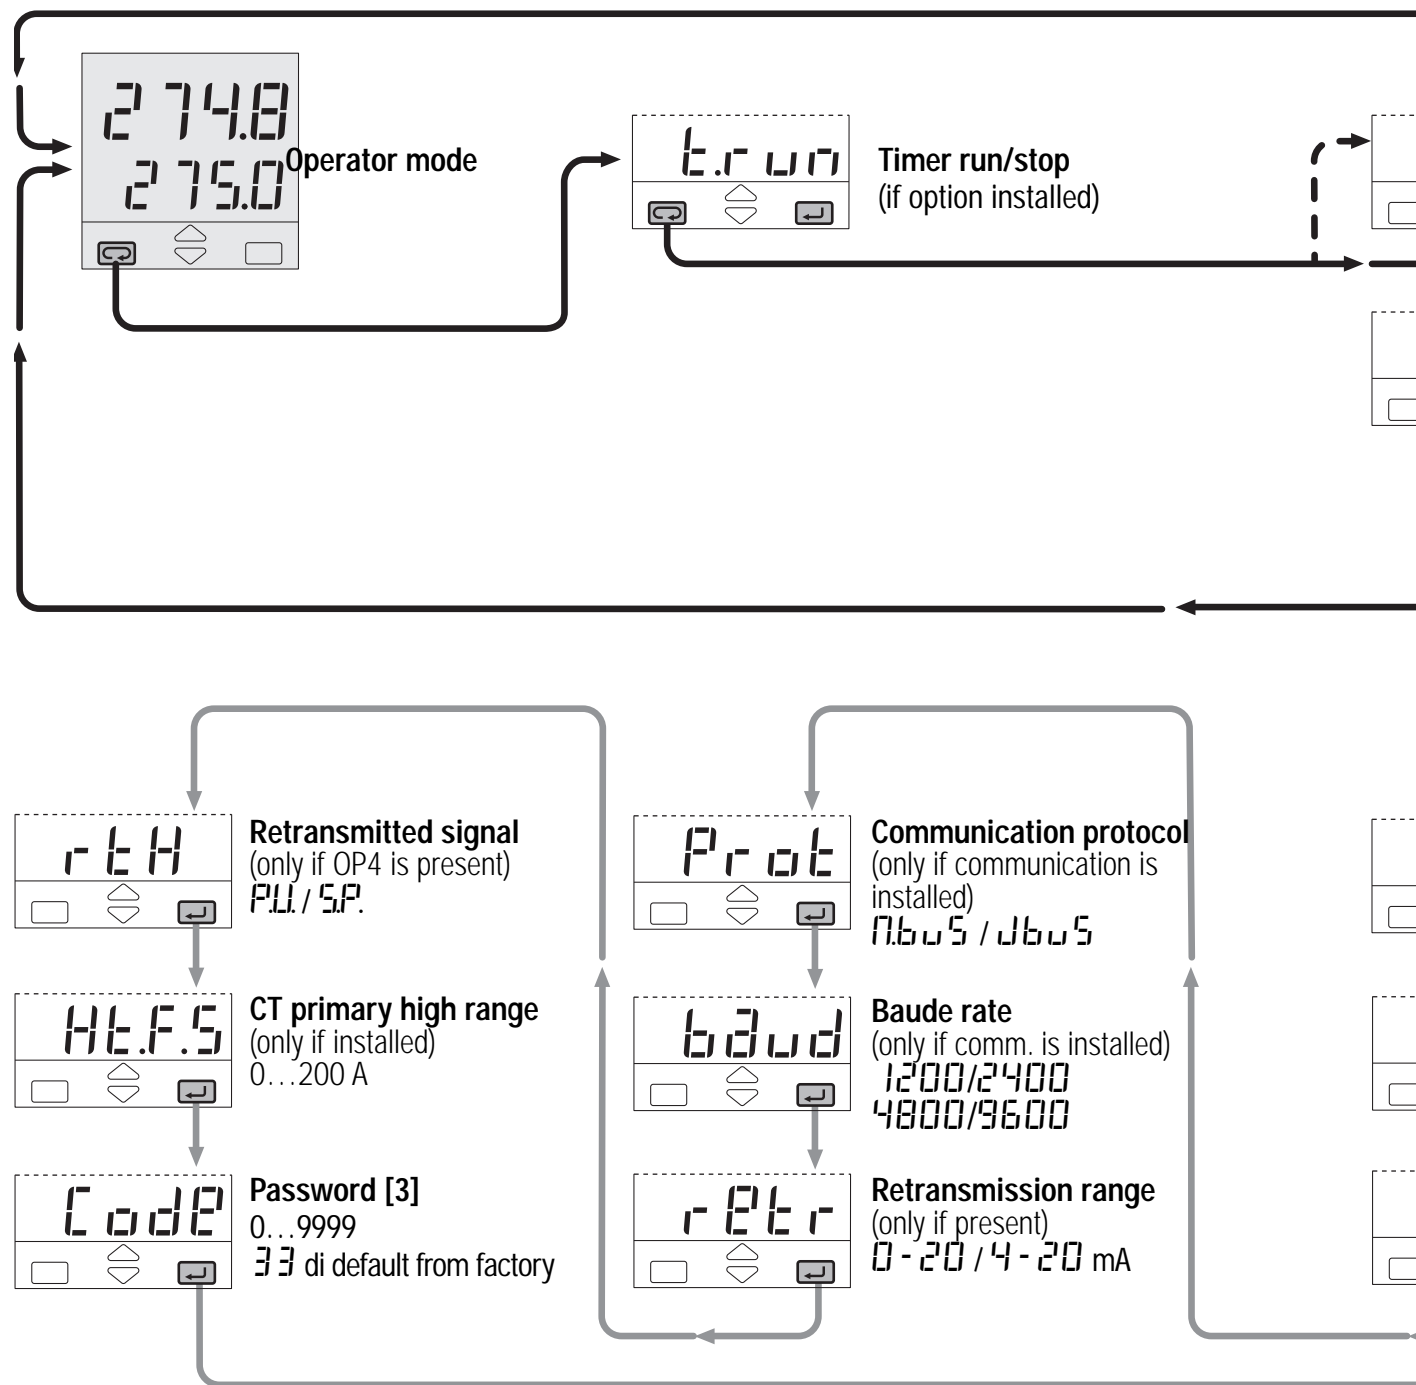 274.8
275.0
Operator mode
t.run
Timer run/stop
(if option installed)
rtH
Retransmitted signal
(only if OP4 is present)
P.U. / S.P.
Ht.F.S
CT primary high range
(only if installed)
0...200 A
CodE
Password [3]
0...9999
33 di default from factory
Prot
Communication protocol
(only if communication is
installed)
M.buS / JbuS
baud
Baude rate
(only if comm. is installed)
1200/2400
4800/9600
rEtr
Retransmission range
(only if present)
0-20 / 4-20 mA